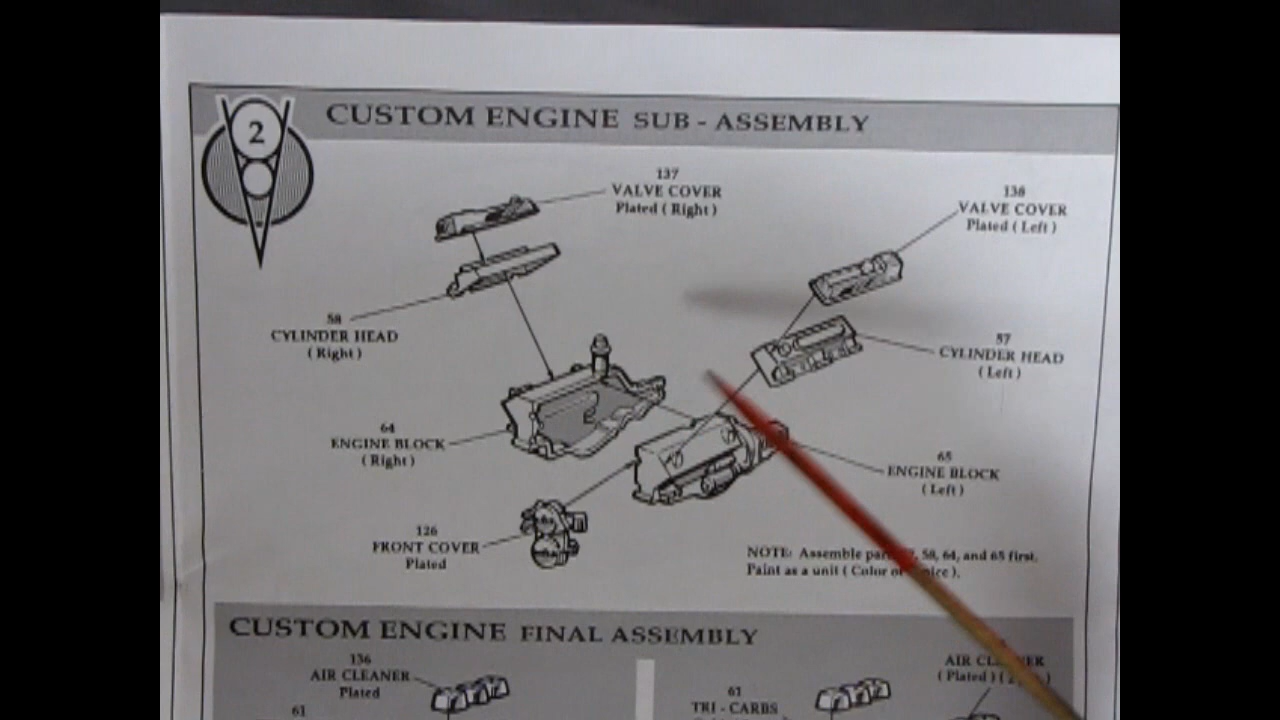 2
CUSTOM ENGINE SUB - ASSEMBLY
137
VALVE COVER
Plated ( Right )
138
VALVE COVER
Plated ( Left )
58
CYLINDER HEAD
( Right )
57
CYLINDER HEAD
( Left )
64
ENGINE BLOCK
( Right )
65
ENGINE BLOCK
( Left )
126
FRONT COVER
Plated
NOTE: Assemble 58, 64, and 65 first.
Paint as a unit ( Color
CUSTOM ENGINE FINAL ASSEMBLY
136
AIR CLEANER
Plated
61
61
TRI - CARBS
AIR
( Plated )